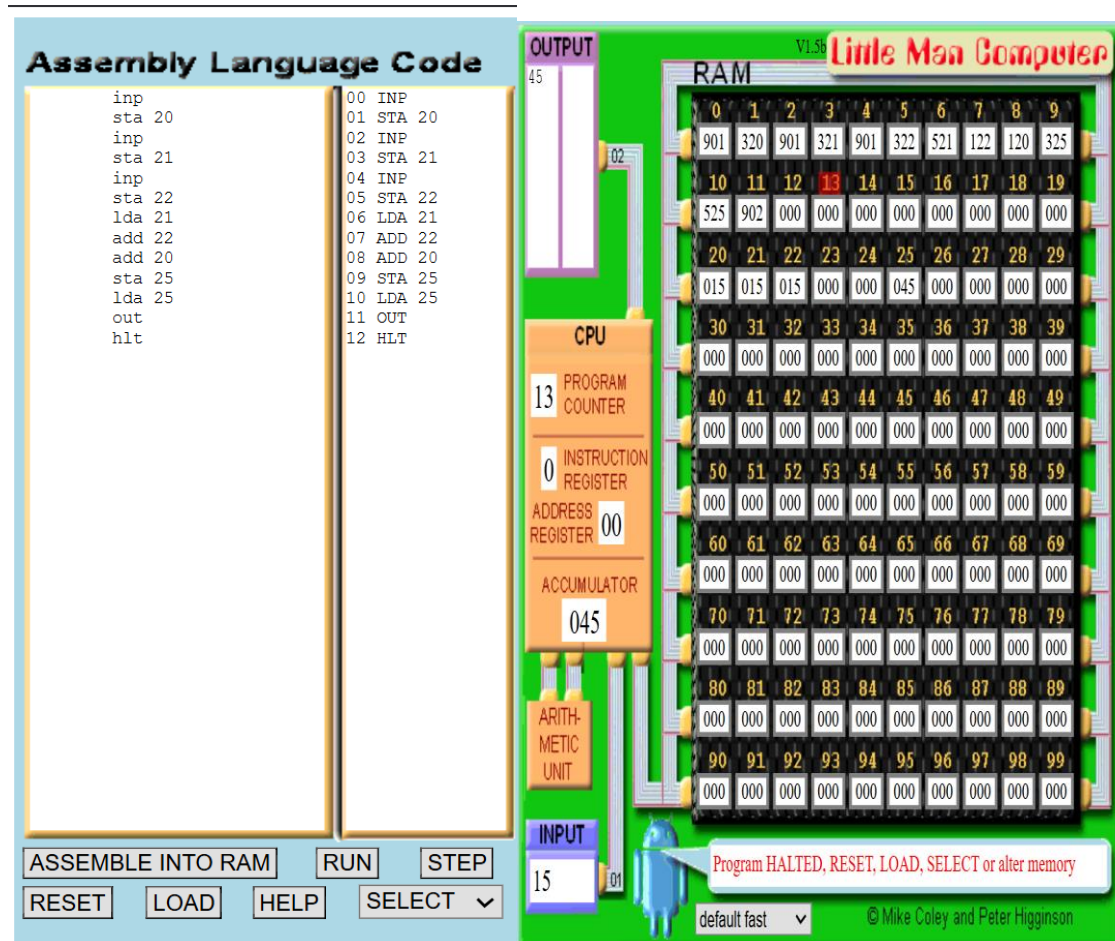 Assembly Language Code
inp
sta 20
inp
sta 21
inp
sta 22
lda 21
add 22
add 20
sta 25
lda 25
out
hlt
00 INP
01 STA 20
02 INP
03 STA 21
04 INP
05 STA 22
06 LDA 21
07 ADD 22
08 ADD 20
09 STA 25
10 LDA 25
11 OUT
12 HLT
ASSEMBLE INTO RAM RUN STEP
RESET LOAD HELP SELECT
OUTPUT
45
02
CPU
13 PROGRAM
COUNTER
0 INSTRUCTION
REGISTER
ADDRESS
REGISTER 00
ACCUMULATOR
045
ARITH-
METIC
UNIT
INPUT
15
01
V1.5b Little Man Computer
RAM
0 1 2 3 4 5 6 7 8 9
901 320 901 321 901 322 521 122 120 325
10 11 12 13 14 15 16 17 18 19
525 902 000 000 000 000 000 000 000 000
20 21 22 23 24 25 26 27 28 29
015 015 015 000 000 045 000 000 000 000
30 31 32 33 34 35 36 37 38 39
000 000 000 000 000 000 000 000 000 000
40 41 42 43 44 45 46 47 48 49
000 000 000 000 000 000 000 000 000 000
50 51 52 53 54 55 56 57 58 59
000 000 000 000 000 000 000 000 000 000
60 61 62 63 64 65 66 67 68 69
000 000 000 000 000 000 000 000 000 000
70 71 72 73 74 75 76 77 78 79
000 000 000 000 000 000 000 000 000 000
80 81 82 83 84 85 86 87 88 89
000 000 000 000 000 000 000 000 000 000
90 91 92 93 94 95 96 97 98 99
000 000 000 000 000 000 000 000 000 000
Program HALTED, RESET, LOAD, SELECT or alter memory
default fast
© Mike Coley and Peter Higginson